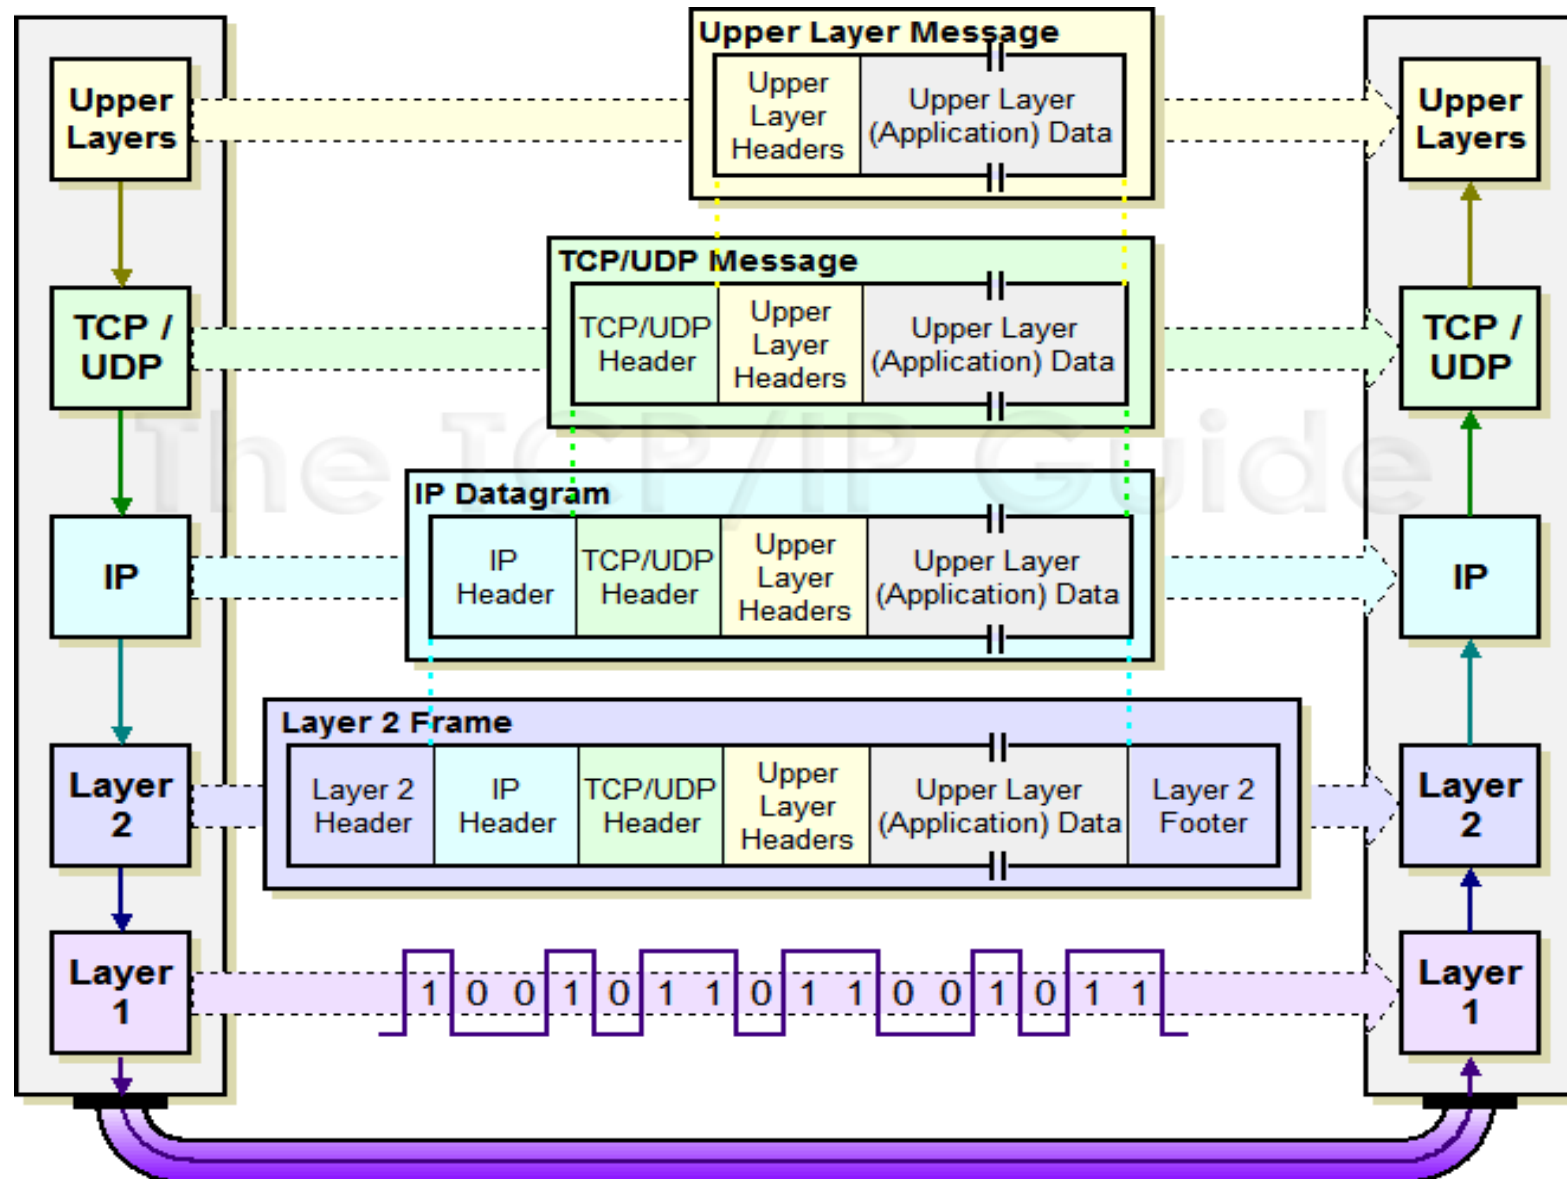 Upper Layer Message
Upper
Layers
Upper
Layer
Headers
Upper Layer
(Application) Data
Upper
Layers
TCP/UDP Message
TCP /
UDP
TCP/UDP
Header
Upper
Layer
Headers
Upper Layer
(Application) Data
TCP /
UDP
The TCP/IP Guide
IP Datagram
IP
IP
Header
TCP/UDP
Header
Upper
Layer
Headers
Upper Layer
(Application) Data
IP
Layer 2 Frame
Layer
2
Layer 2
Header
IP
Header
TCP/UDP
Header
Upper
Layer
Headers
Upper Layer
(Application) Data
Layer 2
Footer
Layer
2
Layer
1
1 0 0 1 0 1 1 0 1 1 0 0 1 0 1 1
Layer
1